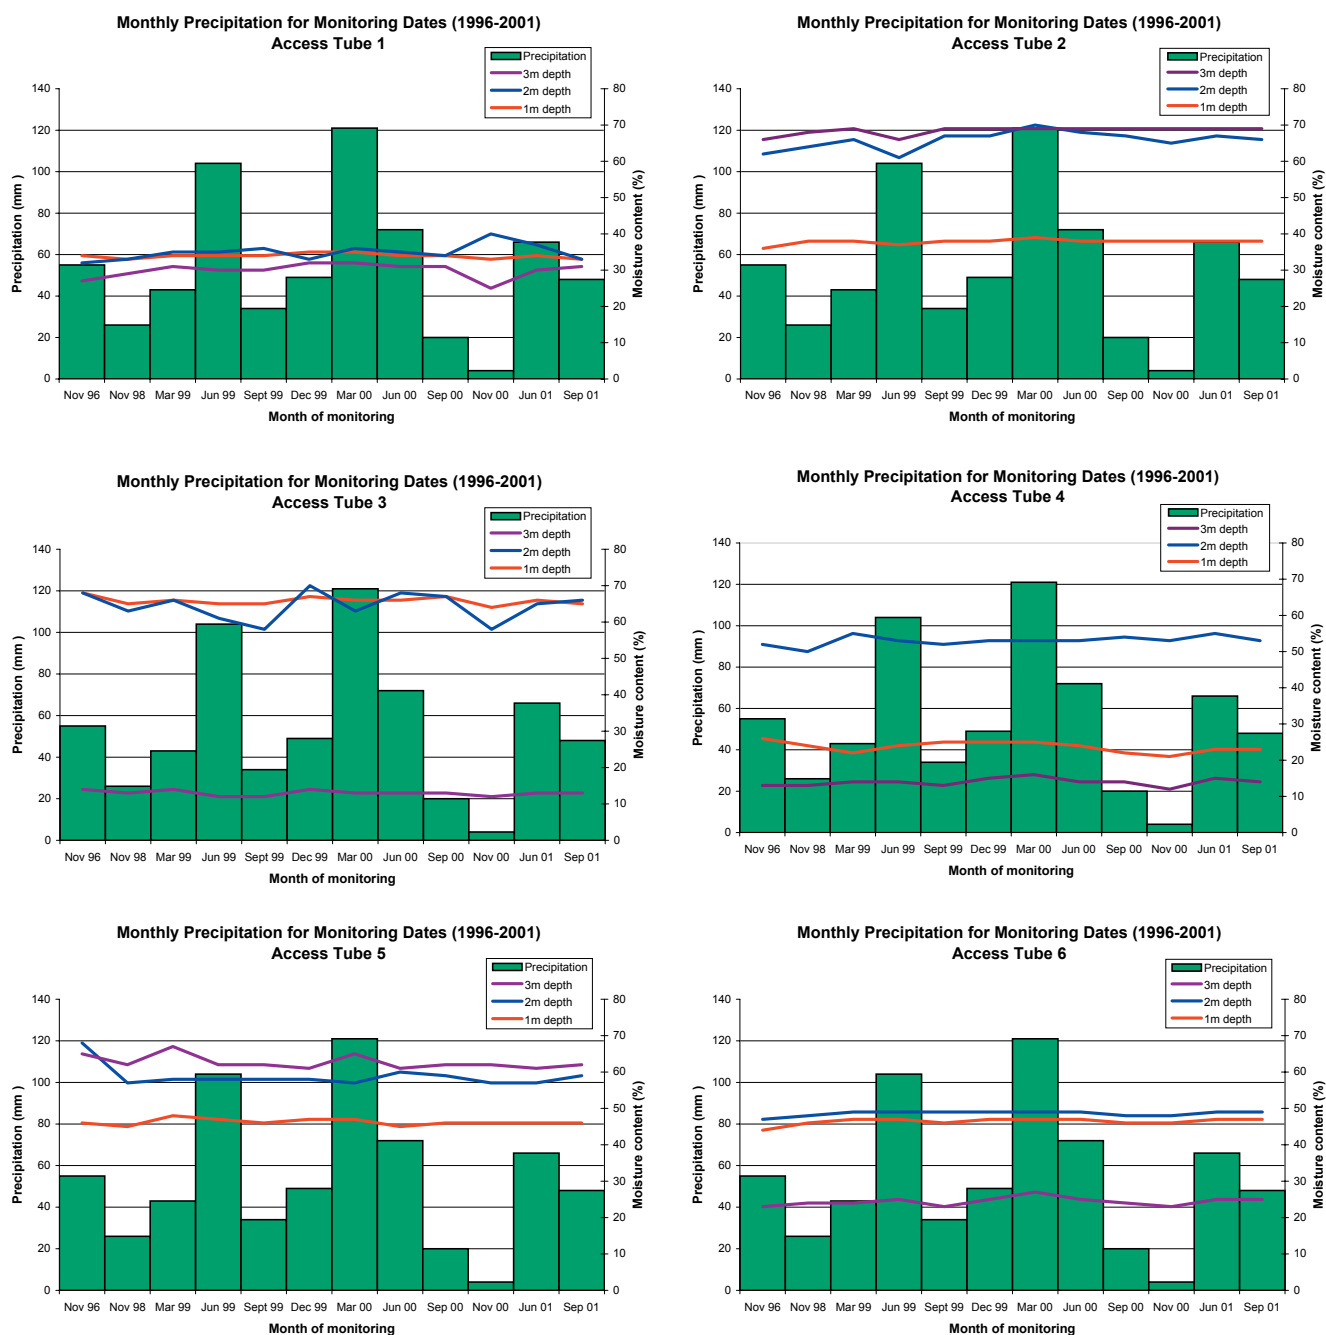 Monthly Precipitation for Monitoring Dates (1996-2001)
Access Tube 1
Precipitation
3m depth
2m depth
1m depth
Precipitation (mm )
140
120
100
80
60
40
20
0
80
70
60
50
40
30
20
10
0
Moisture content (%)
Nov 96 Nov 98 Mar 99 Jun 99 Sept 99 Dec 99 Mar 00 Jun 00 Sep 00 Nov 00 Jun 01 Sep 01
Month of monitoring
Monthly Precipitation for Monitoring Dates (1996-2001)
Access Tube 2
Precipitation
3m depth
2m depth
1m depth
Precipitation (mm )
140
120
100
80
60
40
20
0
80
70
60
50
40
30
20
10
0
Moisture content (%)
Nov 96 Nov 98 Mar 99 Jun 99 Sept 99 Dec 99 Mar 00 Jun 00 Sep 00 Nov 00 Jun 01 Sep 01
Month of monitoring
Monthly Precipitation for Monitoring Dates (1996-2001)
Access Tube 3
Precipitation
3m depth
2m depth
1m depth
Precipitation (mm )
140
120
100
80
60
40
20
0
80
70
60
50
40
30
20
10
0
Moisture content (%)
Nov 96 Nov 98 Mar 99 Jun 99 Sept 99 Dec 99 Mar 00 Jun 00 Sep 00 Nov 00 Jun 01 Sep 01
Month of monitoring
Monthly Precipitation for Monitoring Dates (1996-2001)
Access Tube 4
Precipitation
3m depth
2m depth
1m depth
Precipitation (mm )
140
120
100
80
60
40
20
0
80
70
60
50
40
30
20
10
0
Moisture content (%)
Nov 96 Nov 98 Mar 99 Jun 99 Sept 99 Dec 99 Mar 00 Jun 00 Sep 00 Nov 00 Jun 01 Sep 01
Month of monitoring
Monthly Precipitation for Monitoring Dates (1996-2001)
Access Tube 5
Precipitation
3m depth
2m depth
1m depth
Precipitation (mm )
140
120
100
80
60
40
20
0
80
70
60
50
40
30
20
10
0
Moisture content (%)
Nov 96 Nov 98 Mar 99 Jun 99 Sept 99 Dec 99 Mar 00 Jun 00 Sep 00 Nov 00 Jun 01 Sep 01
Month of monitoring
Monthly Precipitation for Monitoring Dates (1996-2001)
Access Tube 6
Precipitation
3m depth
2m depth
1m depth
Precipitation (mm )
140
120
100
80
60
40
20
0
80
70
60
50
40
30
20
10
0
Moisture content (%)
Nov 96 Nov 98 Mar 99 Jun 99 Sept 99 Dec 99 Mar 00 Jun 00 Sep 00 Nov 00 Jun 01 Sep 01
Month of monitoring